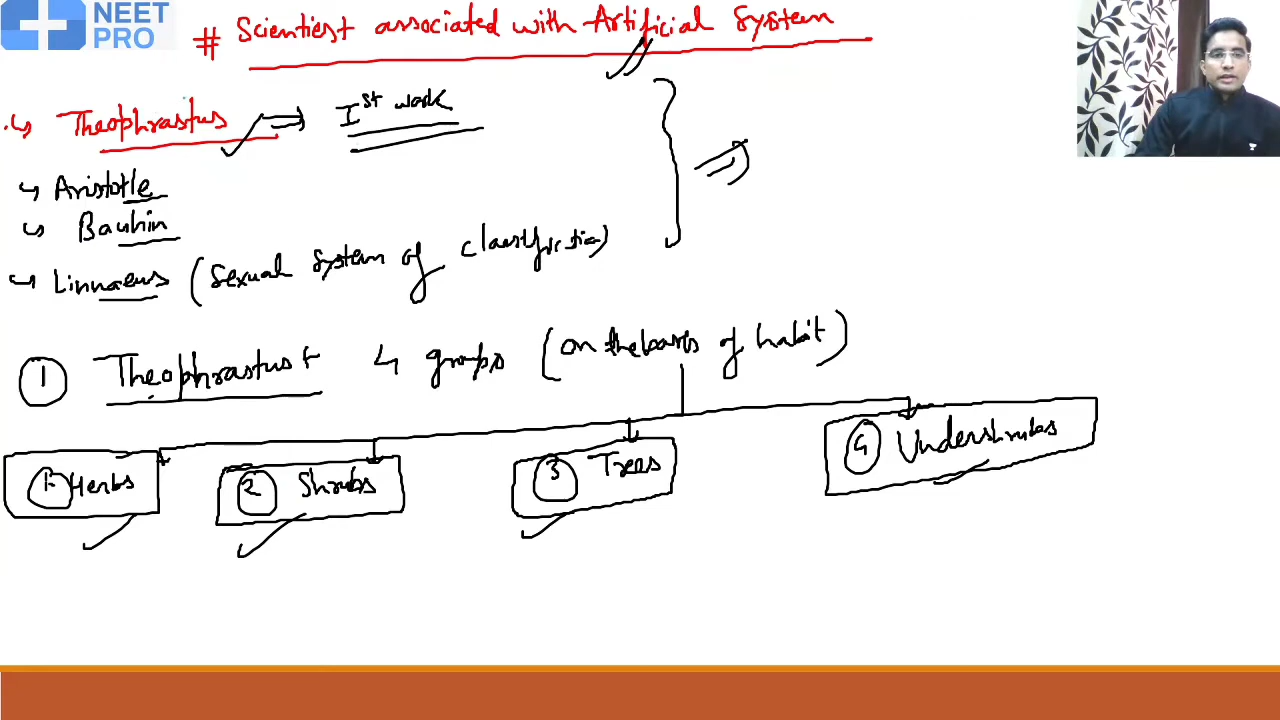 NEET
PRO
# Scientiest associated with Artificial System
Theophrastus ⇒ Ist work
Aristotle
Bauhin
Linnaeus (Sexual System of classification)
① Theophrastus 4 groups (on the basis of habit)
1. Herbs ② Shrubs ③ Trees ④ Undershrubs